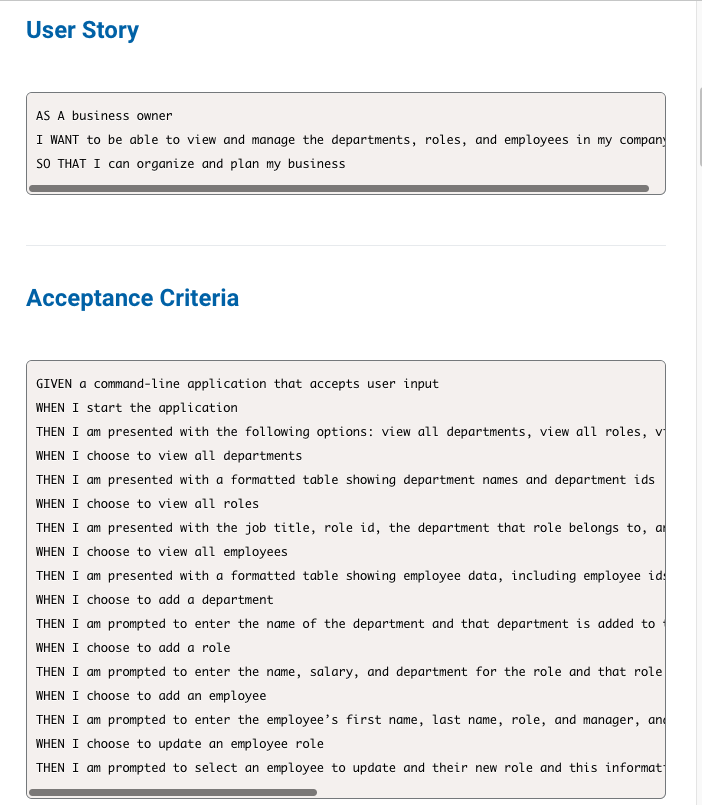 User Story
AS A business owner
I WANT to be able to view and manage the departments, roles, and employees in my company
SO THAT I can organize and plan my business
Acceptance Criteria
GIVEN a command-line application that accepts user input
WHEN I start the application
THEN I am presented with the following options: view all departments, view all roles,
WHEN I choose to view all departments
THEN I am presented with a formatted table showing department names and department ids
WHEN I choose to view all roles
THEN I am presented with the job title, role id, the department that role belongs to,
WHEN I choose to view all employees
THEN I am presented with a formatted table showing employee data, including employee ids
WHEN I choose to add a department
THEN I am prompted to enter the name of the department and that department is added to
WHEN I choose to add a role
THEN I am prompted to enter the name, salary, and department for the role and that role
WHEN I choose to add an employee
THEN I am prompted to enter the employee’s first name, last name, role, and manager, and
WHEN I choose to update an employee role
THEN I am prompted to select an employee to update and their new role and this